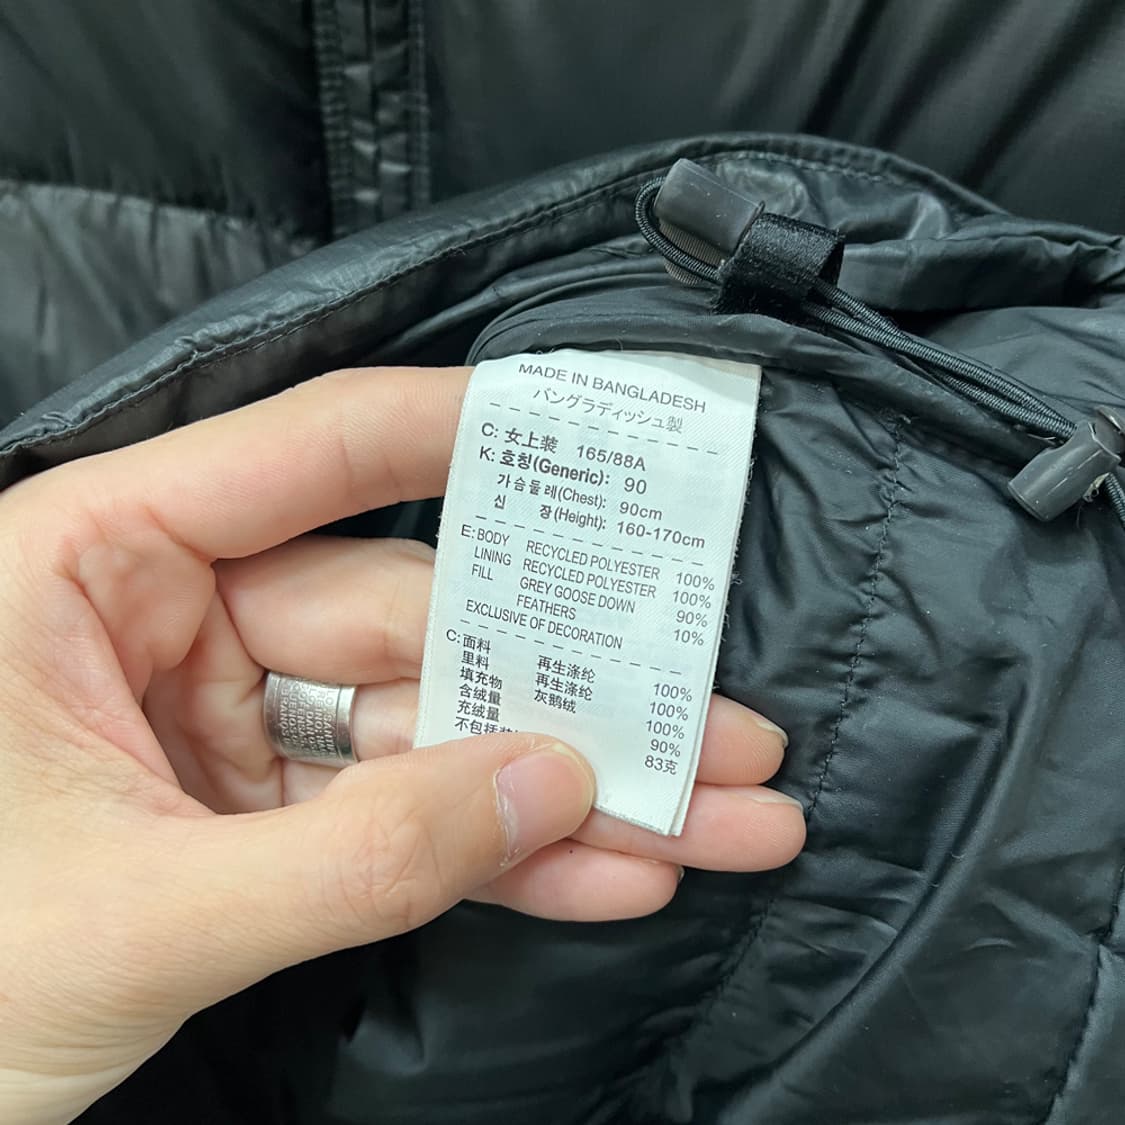 MADE IN BANGLADESH
バングラディッシュ製
C: 女上装 165/88A
K: 호칭(Generic): 90
가슴둘레(Chest): 90cm
신 장(Height): 160-170cm
E: BODY RECYCLED POLYESTER 100%
LINING RECYCLED POLYESTER 100%
FILL GREY GOOSE DOWN 90%
FEATHERS 10%
EXCLUSIVE OF DECORATION
C: 面料 再生涤纶 100%
里料 再生涤纶 100%
填充物 灰鹅绒 100%
含绒量 90%
充绒量 83克
不包括